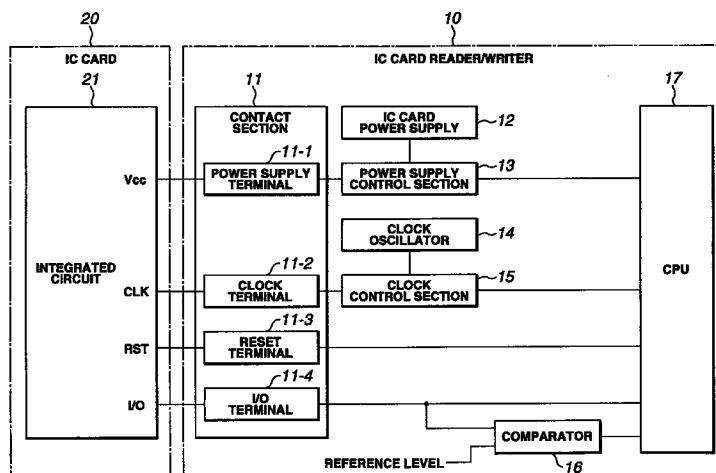 20
10
IC CARD
IC CARD READER/WRITER
21
11
17
CONTACT
SECTION
IC CARD
POWER SUPPLY
12
11-1
13
Vcc
POWER SUPPLY
TERMINAL
POWER SUPPLY
CONTROL SECTION
CLOCK
OSCILLATOR
14
INTEGRATED
CIRCUIT
CPU
11-2
15
CLK
CLOCK
TERMINAL
CLOCK
CONTROL SECTION
11-3
RST
RESET
TERMINAL
11-4
I/O
I/O
TERMINAL
COMPARATOR
REFERENCE LEVEL
16